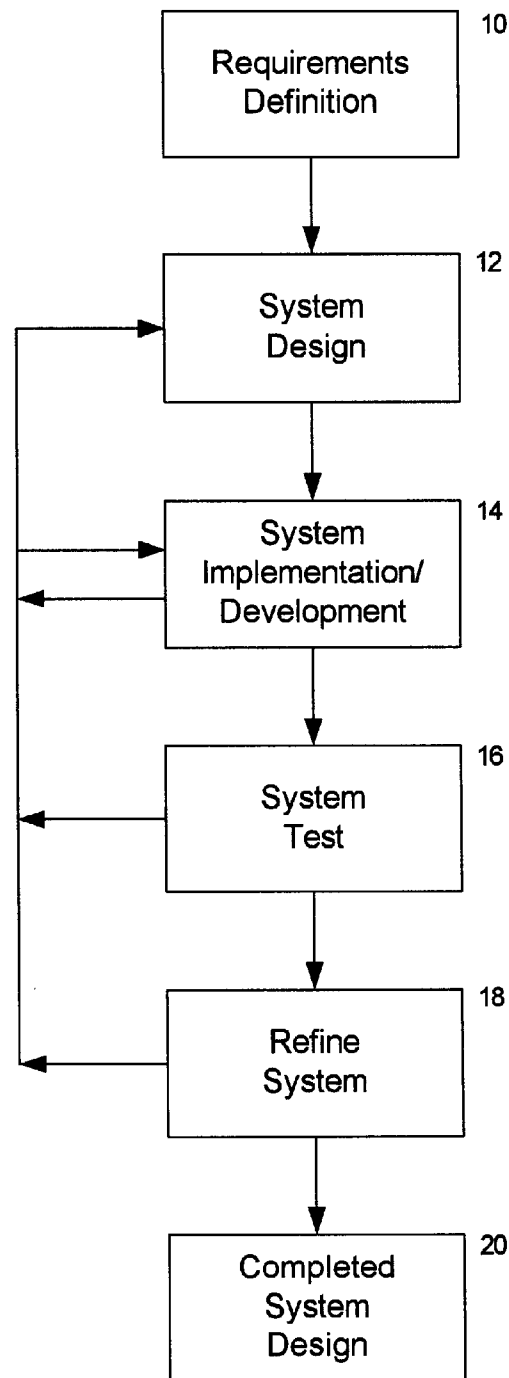 10
Requirements
Definition
12
System
Design
14
System
Implementation/
Development
16
System
Test
18
Refine
System
20
Completed
System
Design